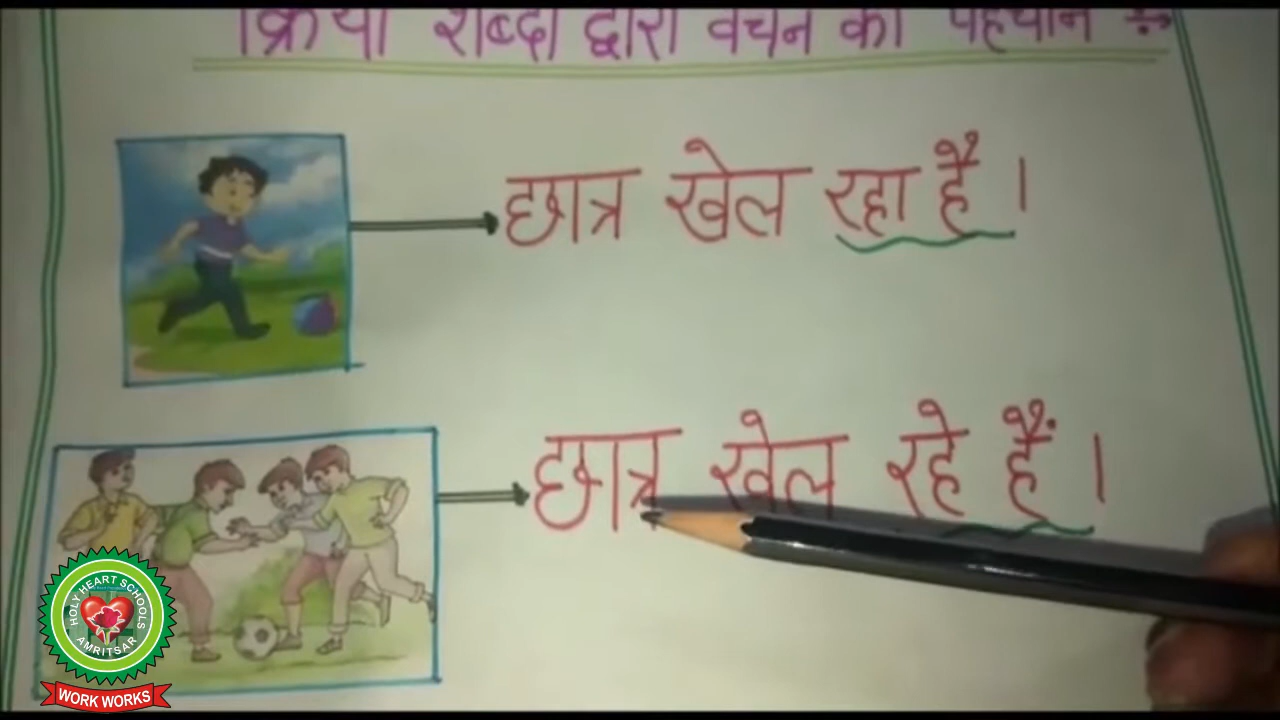 क्रिया शब्दों द्वारा वचन की पहचान
छात्र खेल रहा है ।
छात्र खेल रहे हैं ।
HOLY HEART SCHOOLS
AMRITSAR
WORK WORKS